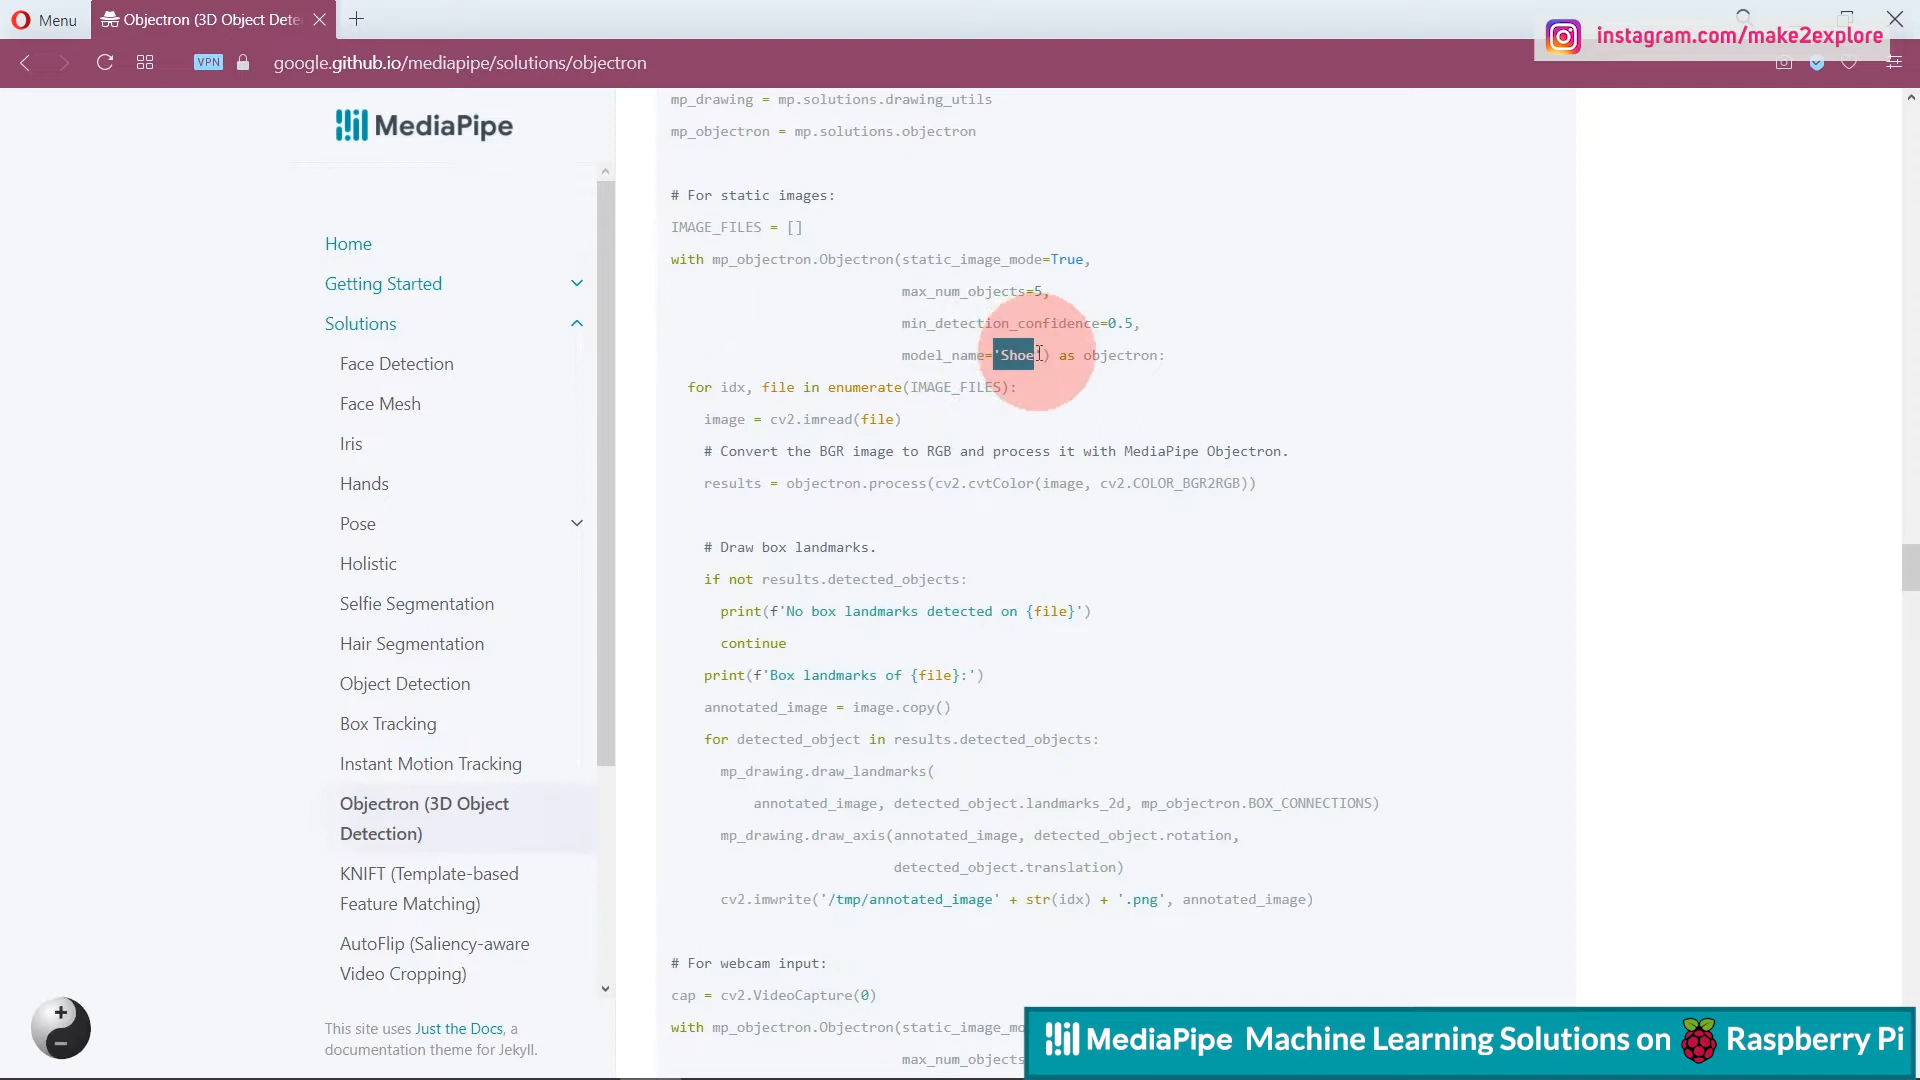 Menu
Objectron (3D Object Dete
instagram.com/make2explore
VPN
google.github.io/mediapipe/solutions/objectron
MediaPipe
Home
Getting Started
Solutions
Face Detection
Face Mesh
Iris
Hands
Pose
Holistic
Selfie Segmentation
Hair Segmentation
Object Detection
Box Tracking
Instant Motion Tracking
Objectron (3D Object
Detection)
KNIFT (Template-based
Feature Matching)
AutoFlip (Saliency-aware
Video Cropping)
This site uses Just the Docs, a
documentation theme for Jekyll.
mp_drawing = mp.solutions.drawing_utils
mp_objectron = mp.solutions.objectron
# For static images:
IMAGE_FILES = []
with mp_objectron.Objectron(static_image_mode=True,
max_num_objects=5,
min_detection_confidence=0.5,
model_name='Shoe') as objectron:
for idx, file in enumerate(IMAGE_FILES):
image = cv2.imread(file)
# Convert the BGR image to RGB and process it with MediaPipe Objectron.
results = objectron.process(cv2.cvtColor(image, cv2.COLOR_BGR2RGB))
# Draw box landmarks.
if not results.detected_objects:
print(f'No box landmarks detected on {file}')
continue
print(f'Box landmarks of {file}:')
annotated_image = image.copy()
for detected_object in results.detected_objects:
mp_drawing.draw_landmarks(
annotated_image, detected_object.landmarks_2d, mp_objectron.BOX_CONNECTIONS)
mp_drawing.draw_axis(annotated_image, detected_object.rotation,
detected_object.translation)
cv2.imwrite('/tmp/annotated_image' + str(idx) + '.png', annotated_image)
# For webcam input:
cap = cv2.VideoCapture(0)
with mp_objectron.Objectron(static_image_mo
max_num_objects
MediaPipe Machine Learning Solutions on Raspberry Pi